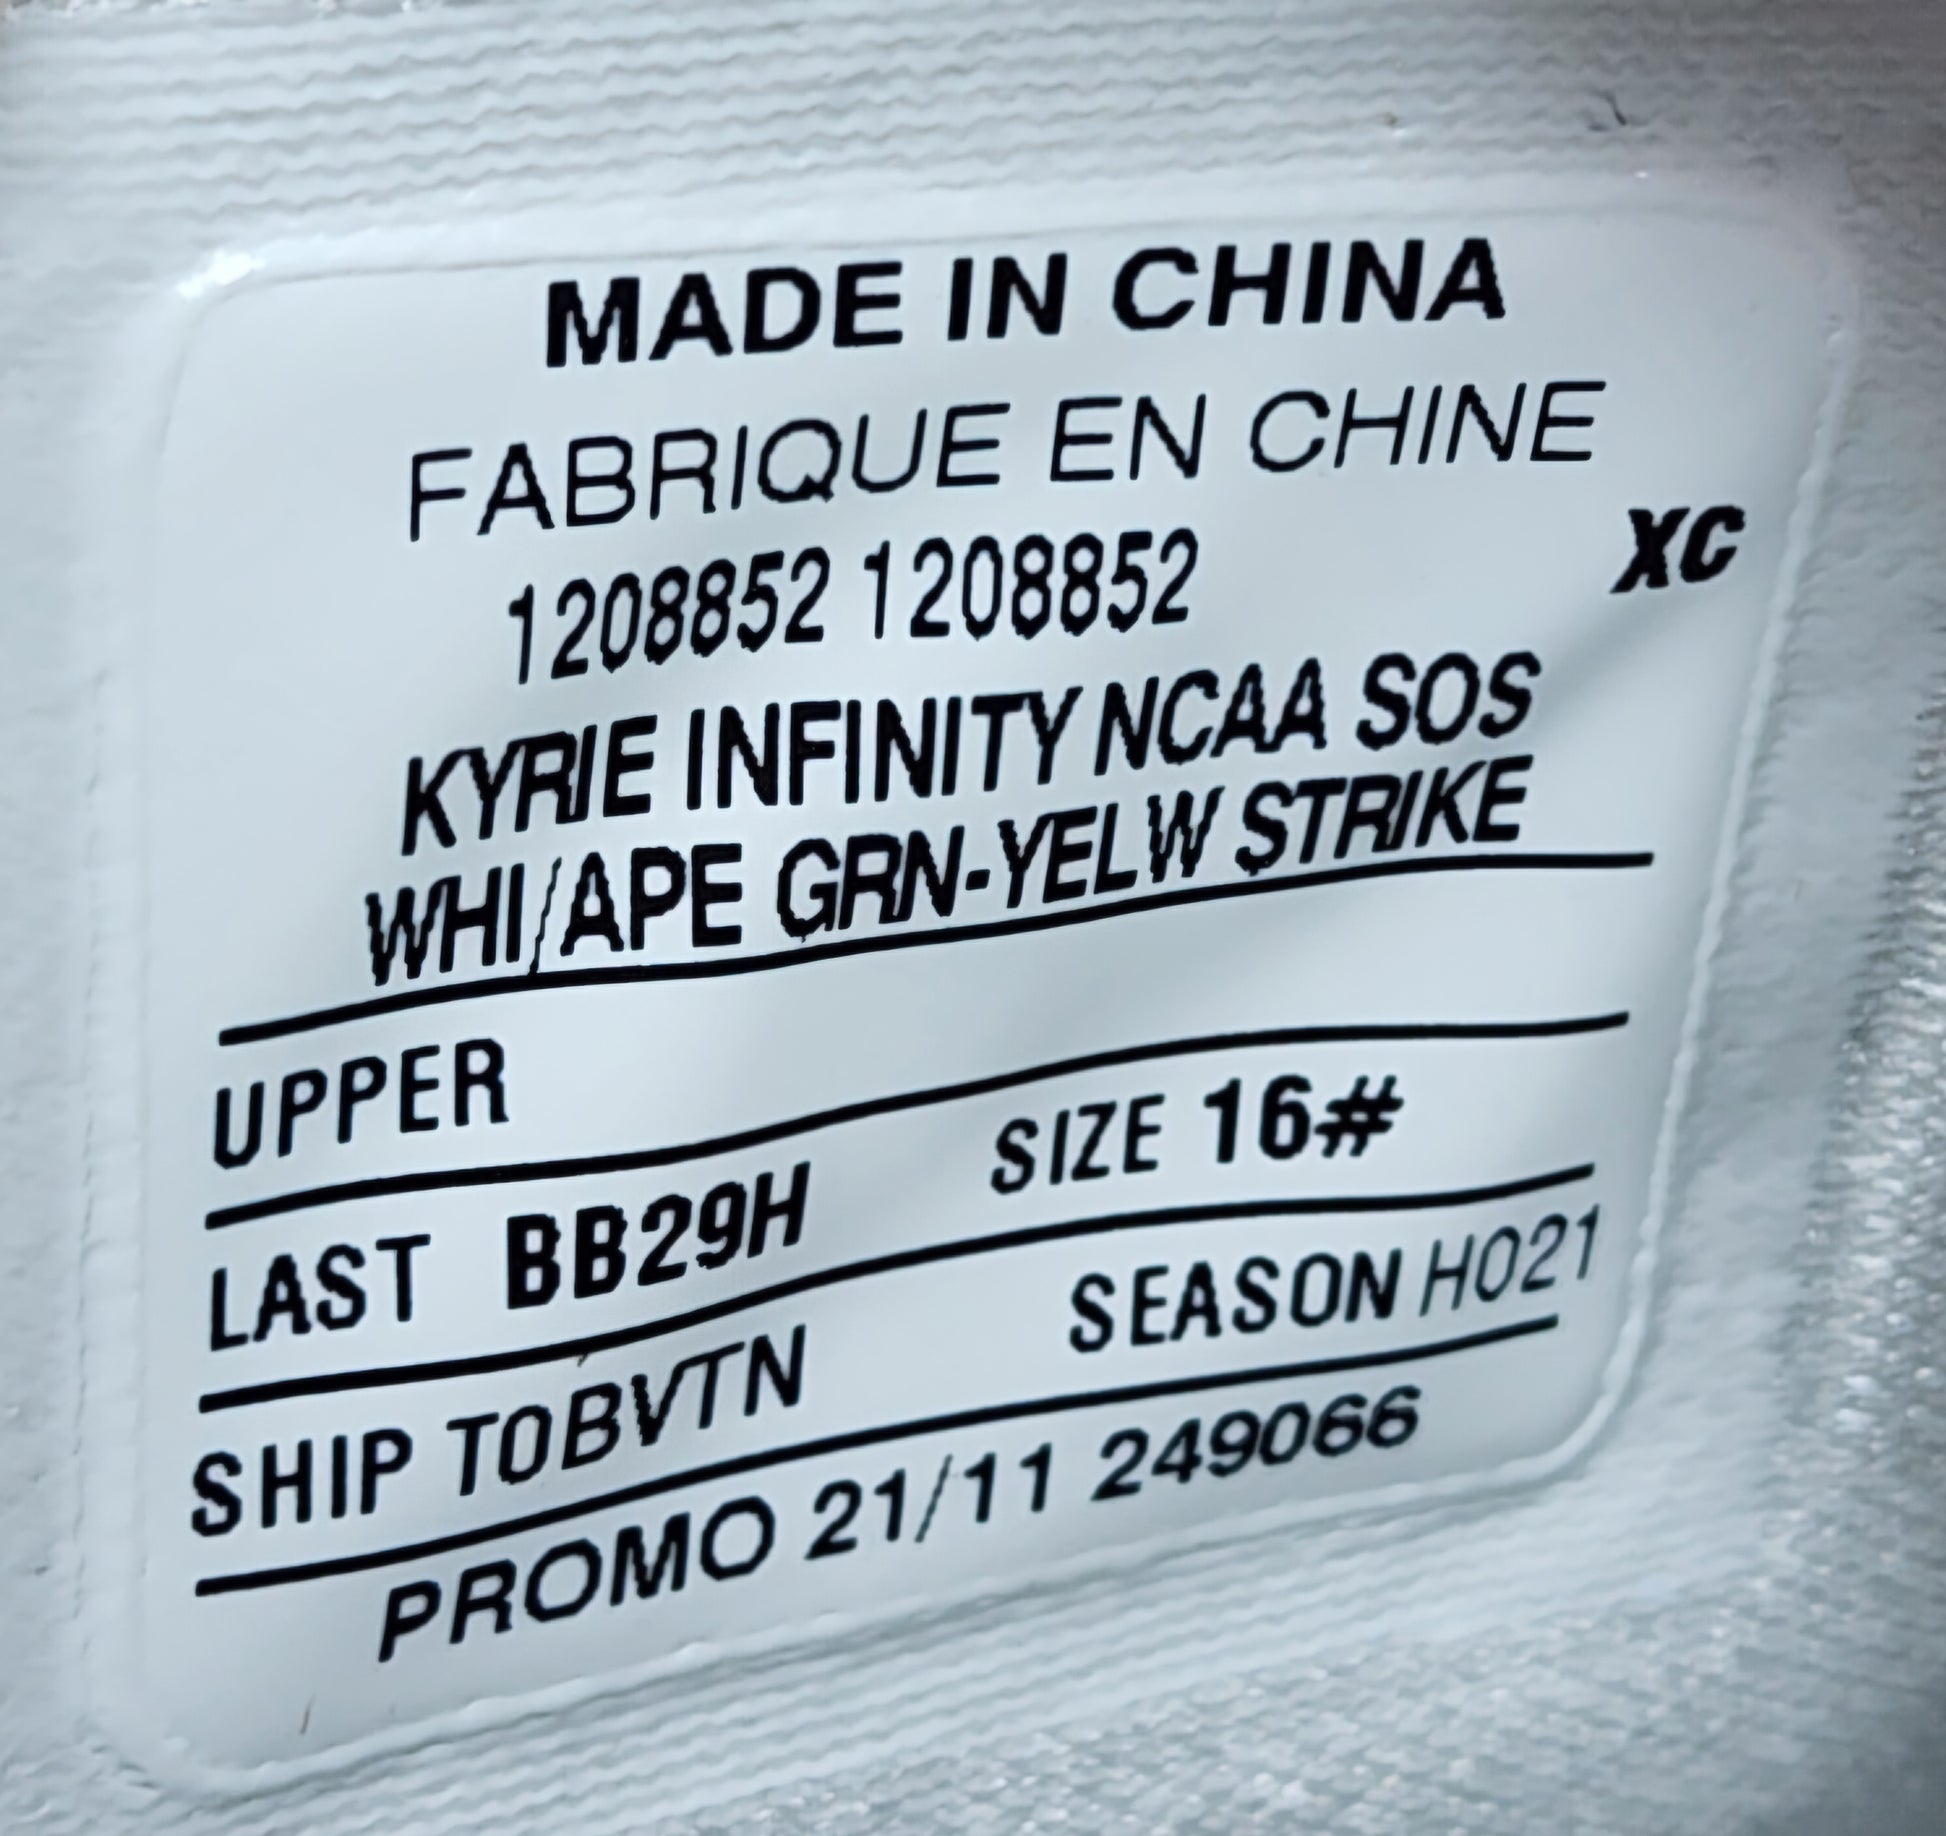 MADE IN CHINA
FABRIQUE EN CHINE
1208852 1208852 XC
KYRIE INFINITY NCAA SOS
WHI/APE GRN-YELW STRIKE
UPPER
LAST BB29H SIZE 16#
SHIP TOBVTN SEASON HO21
PROMO 21/11 249066